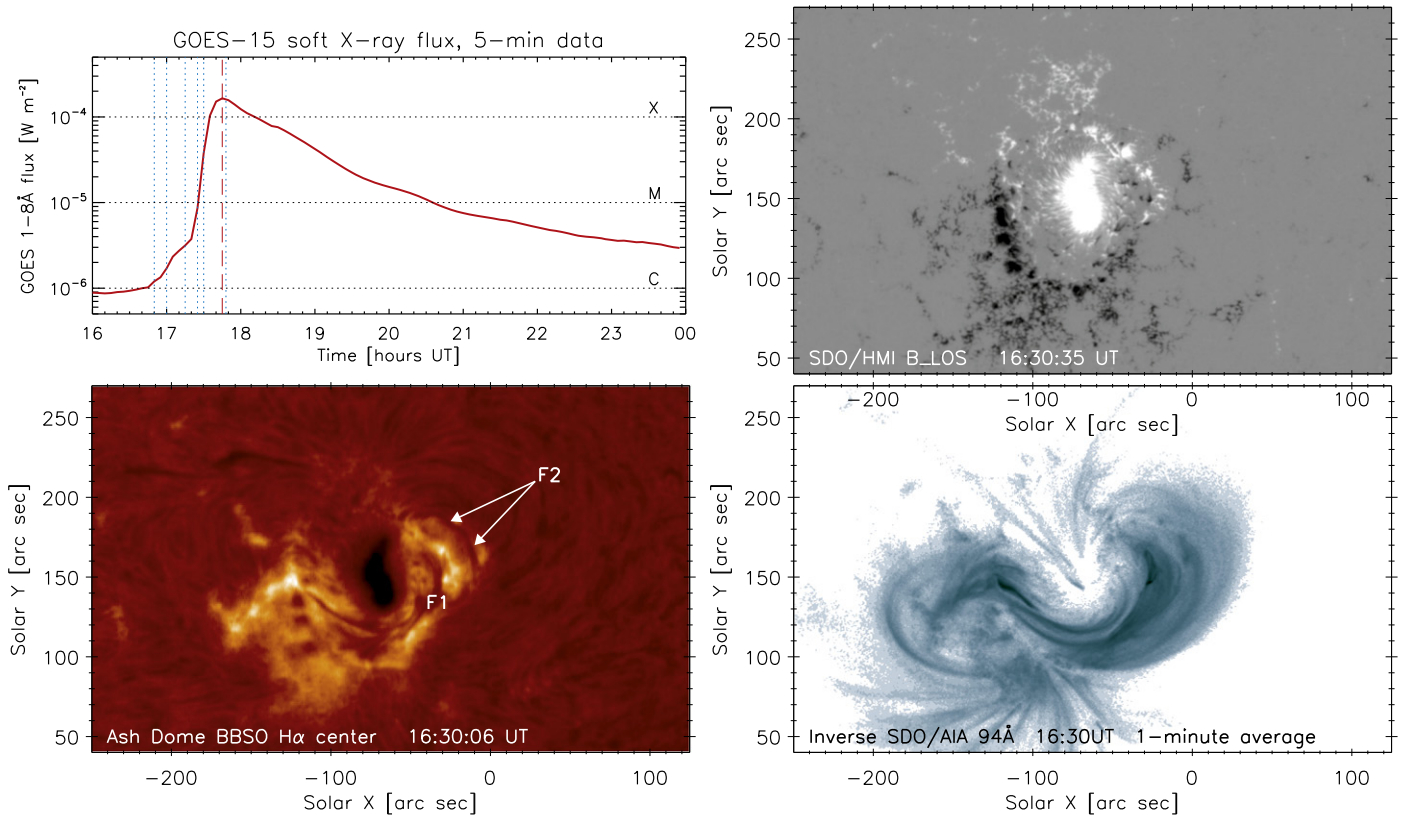 GOES-15 soft X-ray flux, 5-min data
GOES 1-8Å flux [W m⁻²]
10⁻⁴
10⁻⁵
10⁻⁶
X
M
C
16 17 18 19 20 21 22 23 00
Time [hours UT]
Solar Y [arc sec]
250
200
150
100
50
SDO/HMI B_LOS 16:30:35 UT
-200 -100 0 100
Solar X [arc sec]
Solar Y [arc sec]
250
200
150
100
50
F2
F1
Ash Dome BBSO Hα center 16:30:06 UT
-200 -100 0 100
Solar X [arc sec]
Solar Y [arc sec]
250
200
150
100
50
Inverse SDO/AIA 94Å 16:30UT 1-minute average
-200 -100 0 100
Solar X [arc sec]